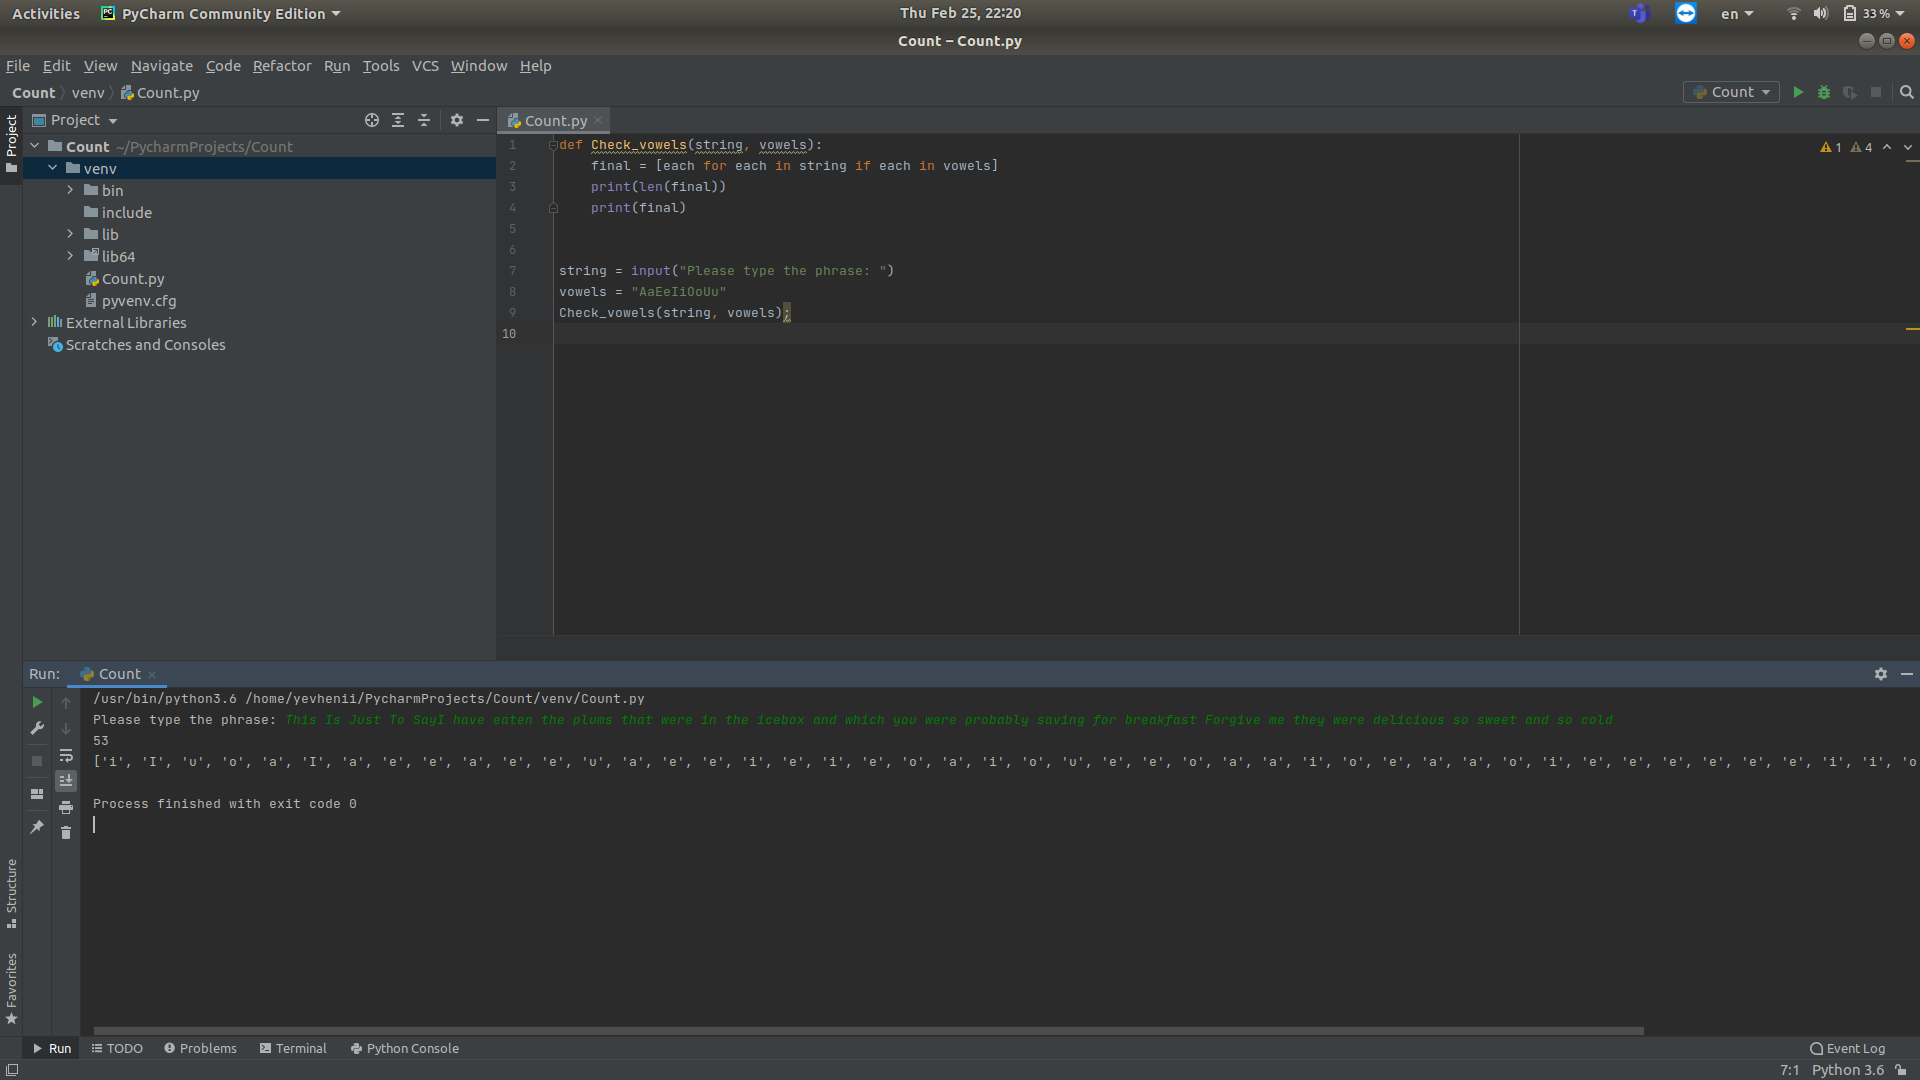 Activities PyCharm Community Edition Thu Feb 25, 22:20 en 33 %
Count – Count.py
File Edit View Navigate Code Refactor Run Tools VCS Window Help
Count venv Count.py Count
Project Project Count.py
Count ~/PycharmProjects/Count
venv
bin
include
lib
lib64
Count.py
pyvenv.cfg
External Libraries
Scratches and Consoles
1 def Check_vowels(string, vowels): 1 4
2 final = [each for each in string if each in vowels]
3 print(len(final))
4 print(final)
5
6
7 string = input("Please type the phrase: ")
8 vowels = "AaEeIiOoUu"
9 Check_vowels(string, vowels);
10
Run: Count
/usr/bin/python3.6 /home/yevhenii/PycharmProjects/Count/venv/Count.py
Please type the phrase: This Is Just To SayI have eaten the plums that were in the icebox and which you were probably saving for breakfast Forgive me they were delicious so sweet and so cold
53
['i', 'I', 'u', 'o', 'a', 'I', 'a', 'e', 'e', 'a', 'e', 'e', 'u', 'a', 'e', 'e', 'i', 'e', 'i', 'e', 'o', 'a', 'i', 'o', 'u', 'e', 'e', 'o', 'a', 'a', 'i', 'o', 'e', 'a', 'a', 'o', 'i', 'e', 'e', 'e', 'e', 'e', 'e', 'i', 'i', 'o
Process finished with exit code 0
Structure
Favorites
Run TODO Problems Terminal Python Console Event Log
7:1 Python 3.6